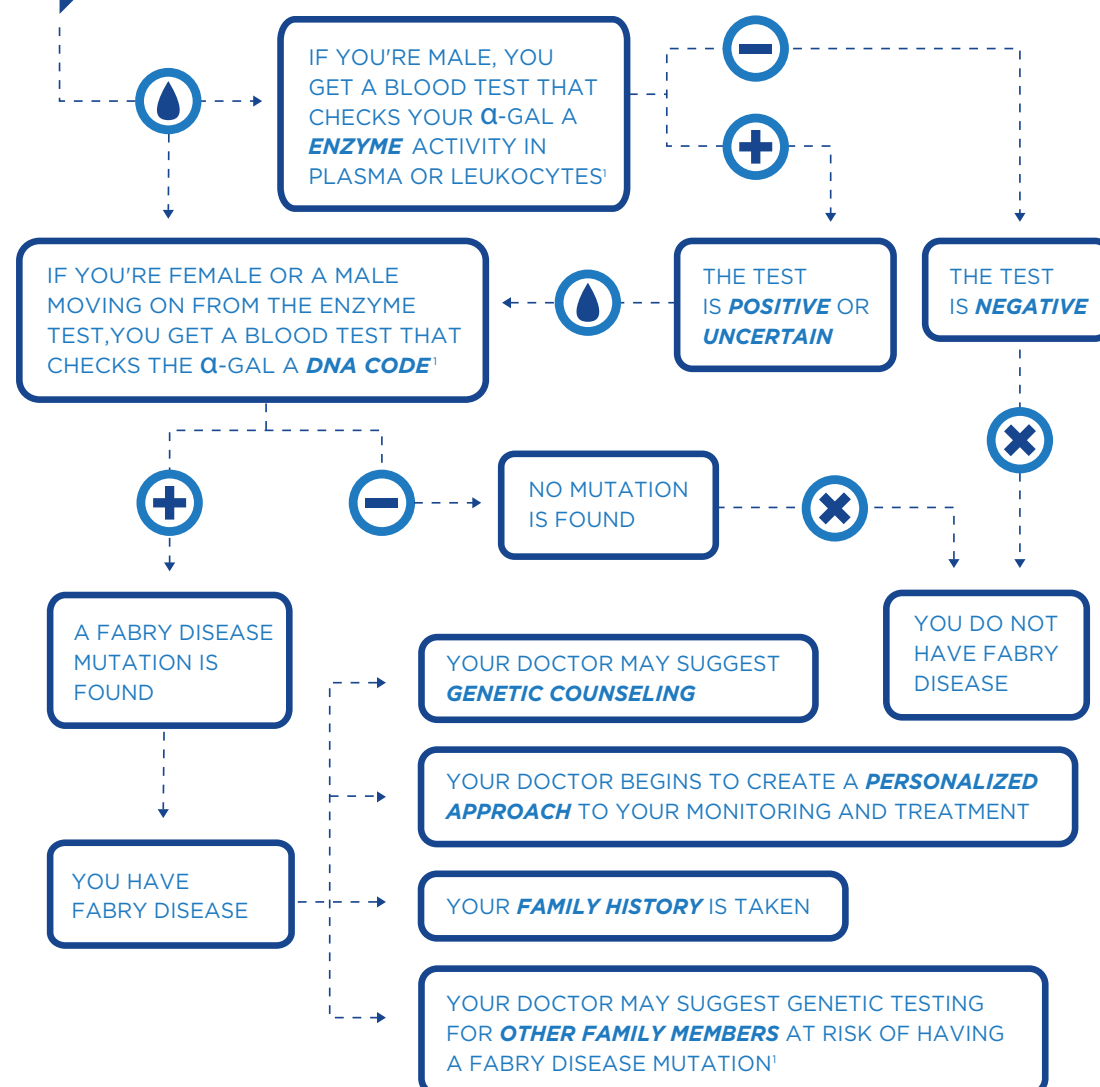 IF YOU'RE MALE, YOU
GET A BLOOD TEST THAT
CHECKS YOUR α-GAL A
ENZYME ACTIVITY IN
PLASMA OR LEUKOCYTES¹
IF YOU'RE FEMALE OR A MALE
MOVING ON FROM THE ENZYME
TEST,YOU GET A BLOOD TEST THAT
CHECKS THE α-GAL A DNA CODE¹
THE TEST
IS POSITIVE OR
UNCERTAIN
THE TEST
IS NEGATIVE
NO MUTATION
IS FOUND
A FABRY DISEASE
MUTATION IS
FOUND
YOU DO NOT
HAVE FABRY
DISEASE
YOUR DOCTOR MAY SUGGEST
GENETIC COUNSELING
YOUR DOCTOR BEGINS TO CREATE A PERSONALIZED
APPROACH TO YOUR MONITORING AND TREATMENT
YOU HAVE
FABRY DISEASE
YOUR FAMILY HISTORY IS TAKEN
YOUR DOCTOR MAY SUGGEST GENETIC TESTING
FOR OTHER FAMILY MEMBERS AT RISK OF HAVING
A FABRY DISEASE MUTATION¹